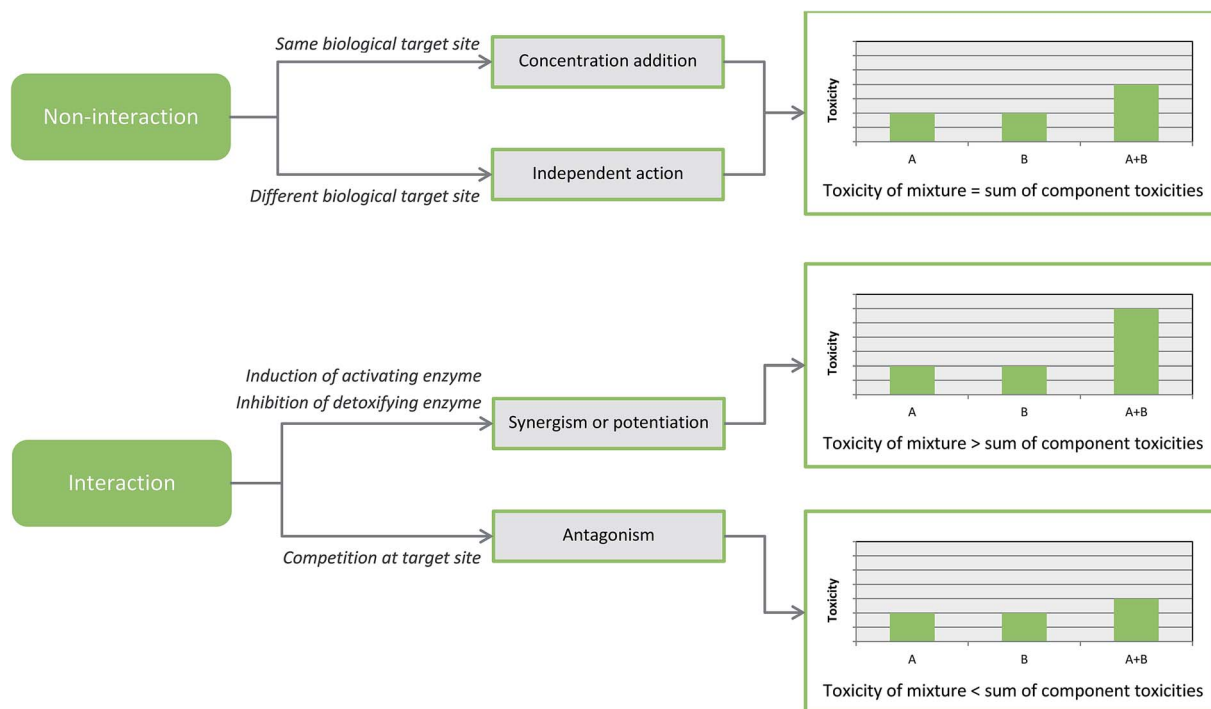 Non-interaction
Same biological target site
Different biological target site
Concentration addition
Independent action
Toxicity
A B A+B
Toxicity of mixture = sum of component toxicities
Interaction
Induction of activating enzyme
Inhibition of detoxifying enzyme
Competition at target site
Synergism or potentiation
Antagonism
Toxicity
A B A+B
Toxicity of mixture > sum of component toxicities
Toxicity
A B A+B
Toxicity of mixture < sum of component toxicities